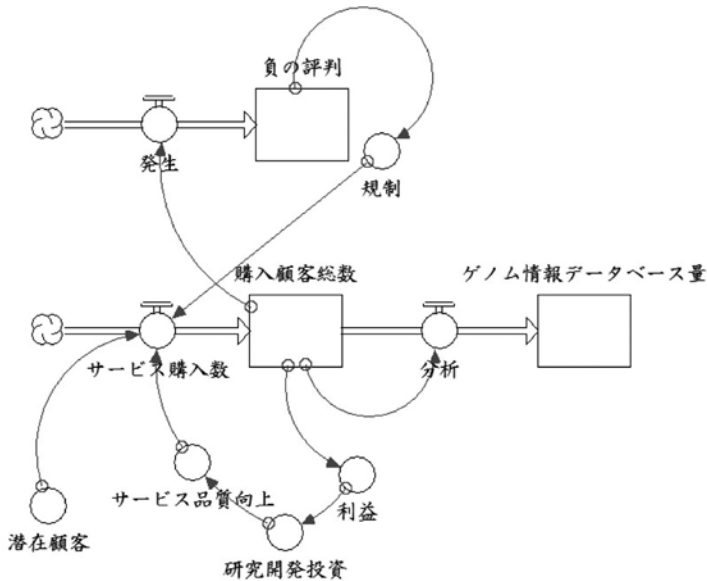 負の評判
発生
規制
購入顧客総数
ゲノム情報データベース量
サービス購入数
分析
サービス品質向上
利益
潜在顧客
研究開発投資